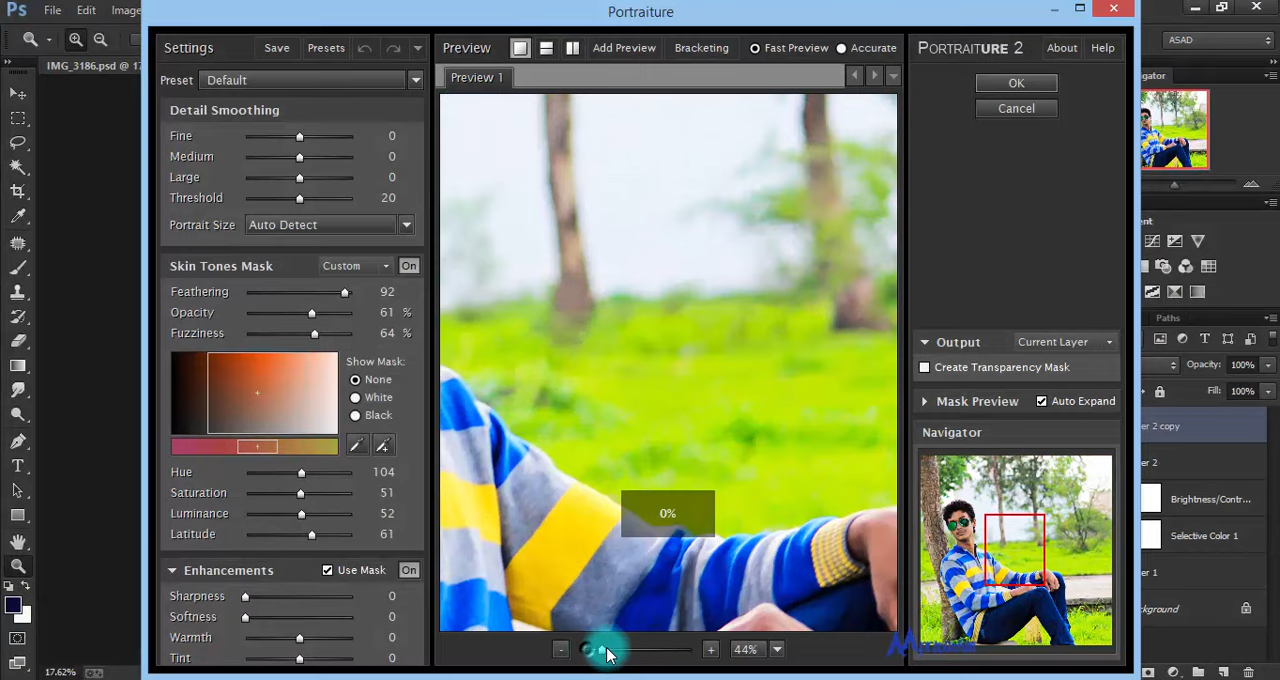 Ps File Edit Image
Portraiture
IMG_3186.psd @ 17
ASAD
Settings Save Presets
Preset Default
Detail Smoothing
Fine 0
Medium 0
Large 0
Threshold 20
Portrait Size Auto Detect
Skin Tones Mask Custom On
Feathering 92
Opacity 61 %
Fuzziness 64 %
Show Mask:
None
White
Black
Hue 104
Saturation 51
Luminance 52
Latitude 61
Enhancements Use Mask On
Sharpness 0
Softness 0
Warmth 0
Tint 0
Preview Add Preview Bracketing Fast Preview Accurate
Preview 1
0%
- + 44%
PORTRAITURE 2 About Help
OK
Cancel
Output Current Layer
Create Transparency Mask
Mask Preview Auto Expand
Navigator
igator
ent
Paths
Opacity: 100%
Fill: 100%
er 2 copy
er 2
Brightness/Contr...
Selective Color 1
er 1
ckground
17.62%